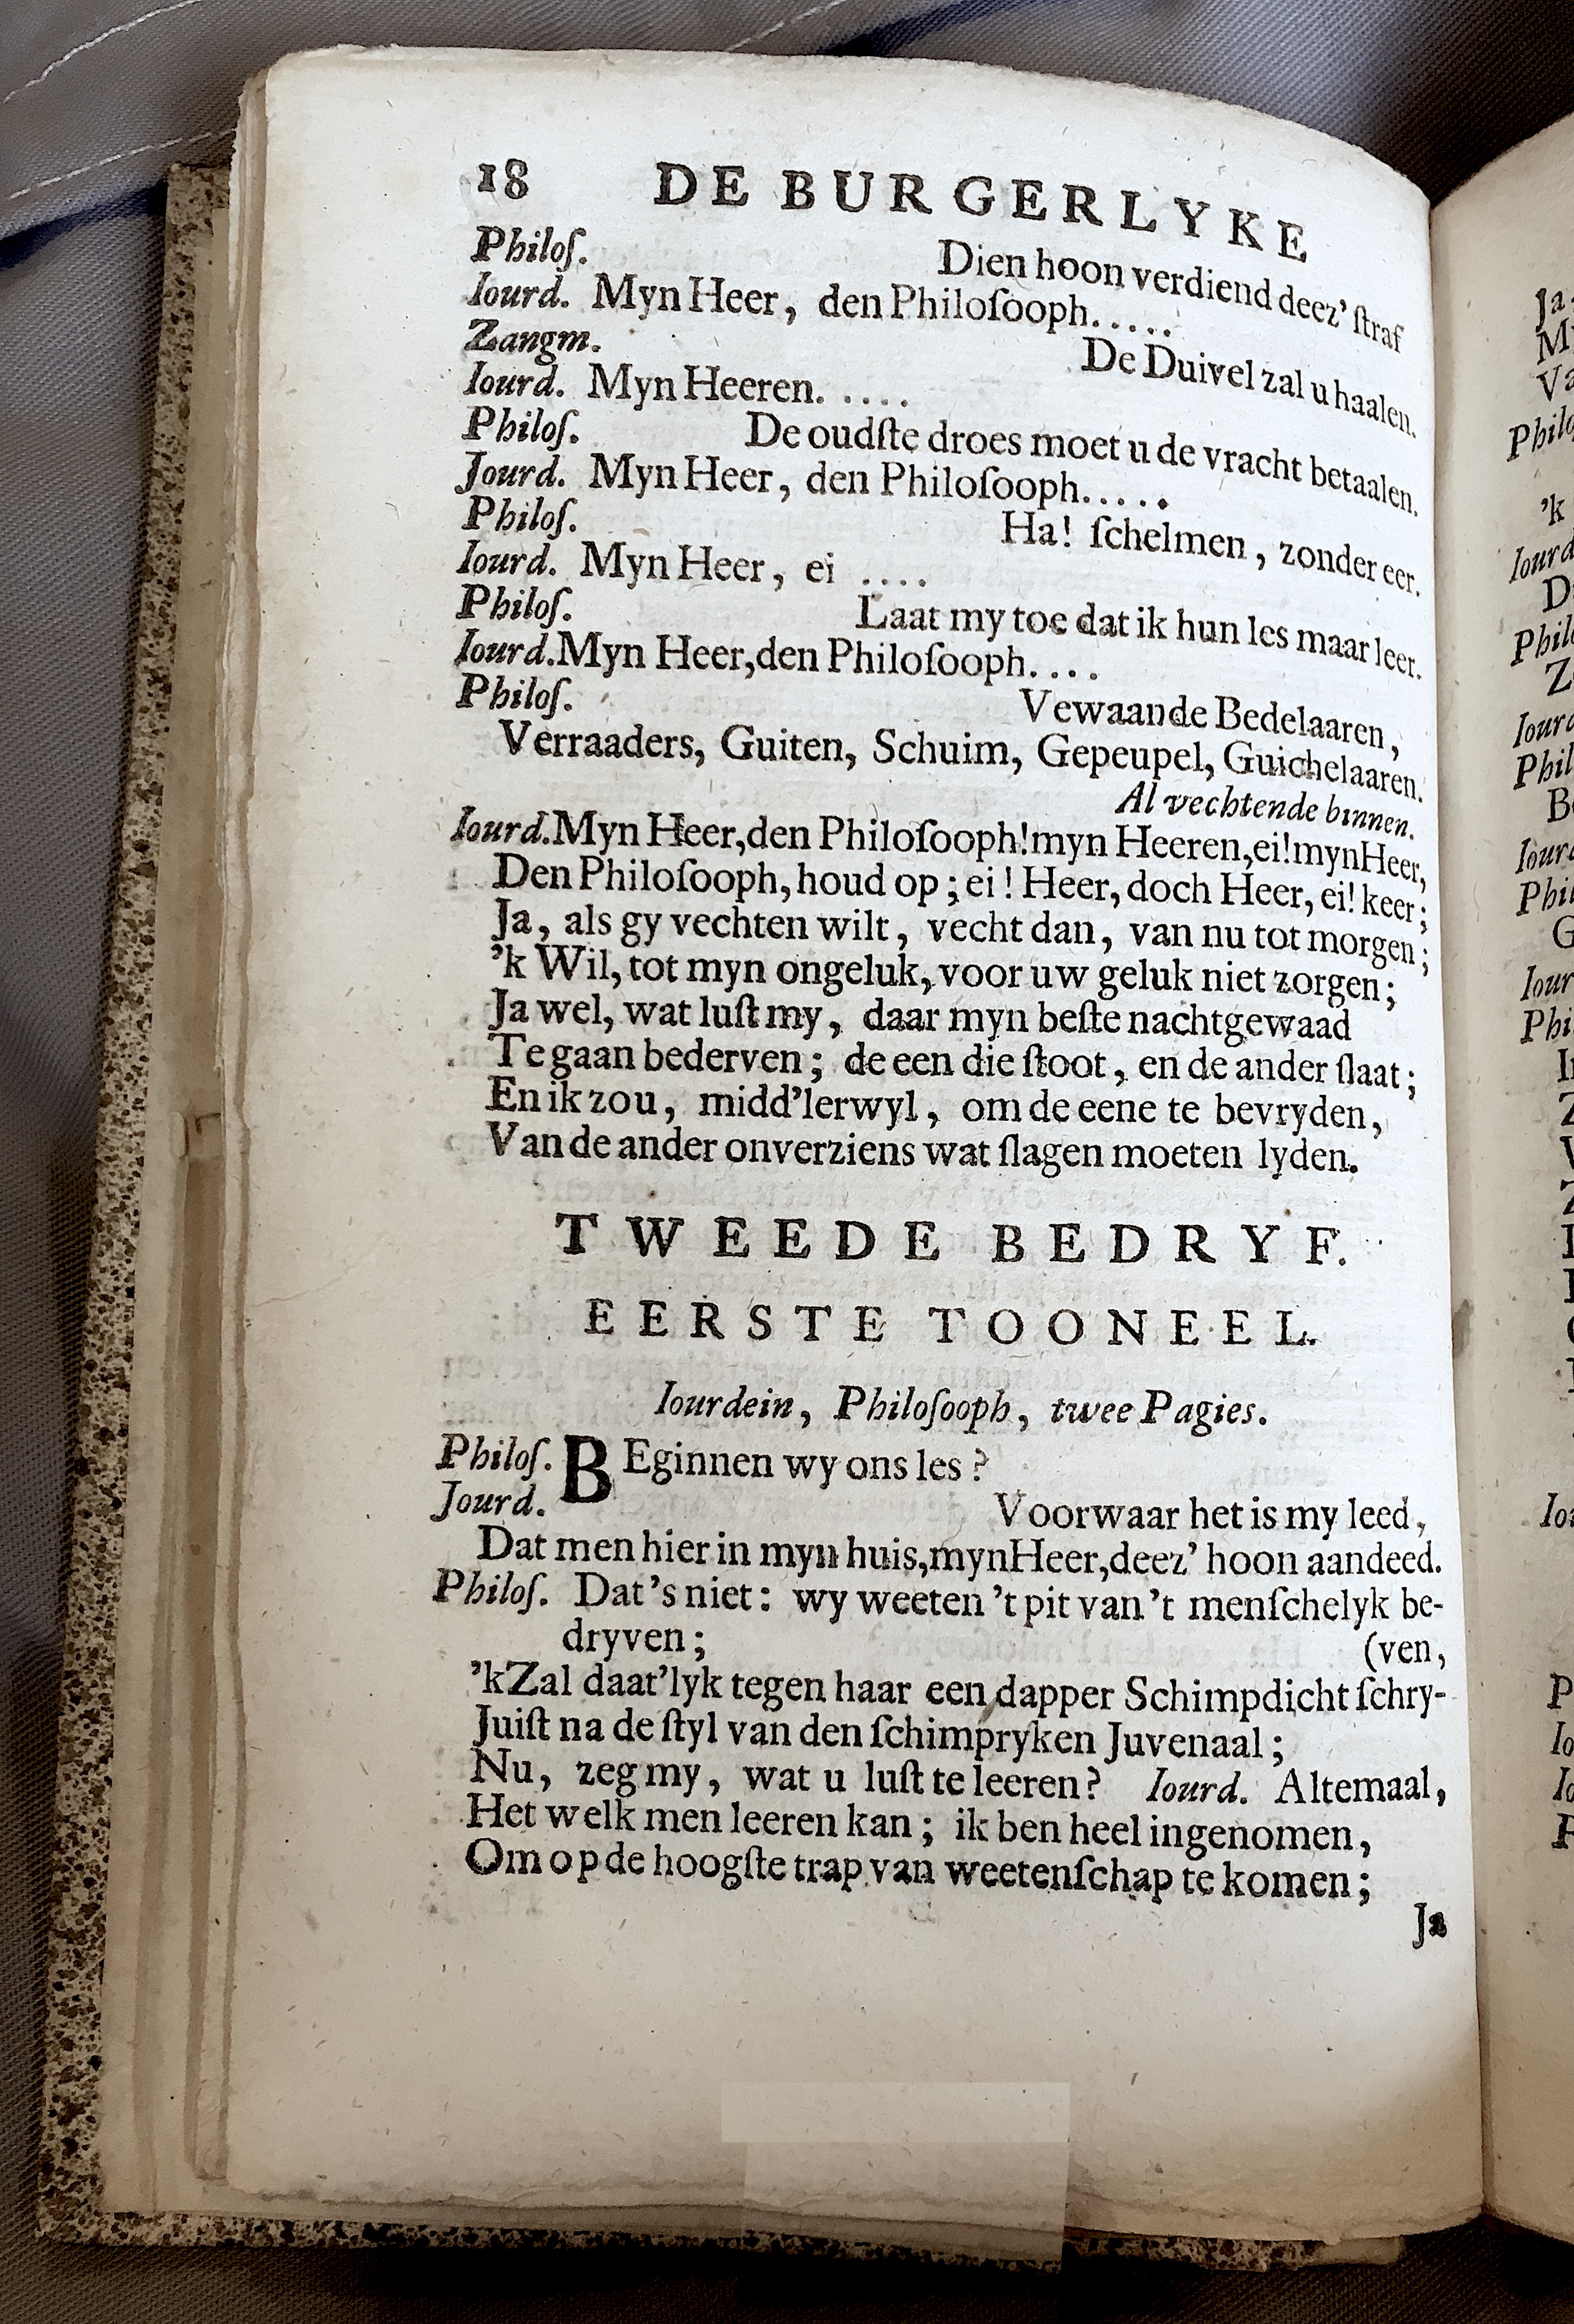 18 DE BURGERLYKE
Philoſ. Dien hoon verdiend deez' ſtraf
Iourd. Myn Heer, den Philoſooph.....
Zangm. De Duivel zal u haalen.
Iourd. Myn Heeren. .....
Philoſ. De oudſte droes moet u de vracht betaalen.
Jourd. Myn Heer, den Philoſooph.....
Philoſ. Ha! ſchelmen, zonder eer.
Iourd. Myn Heer, ei ....
Philoſ. Laat my toe dat ik hun les maar leer.
Iourd. Myn Heer, den Philoſooph....
Philoſ. Vewaande Bedelaaren,
Verraaders, Guiten, Schuim, Gepeupel, Guichelaaren.
Al vechtende binnen.
Iourd. Myn Heer, den Philoſooph! myn Heeren, ei! myn Heer,
Den Philoſooph, houd op; ei! Heer, doch Heer, ei! keer;
Ja, als gy vechten wilt, vecht dan, van nu tot morgen;
'k Wil, tot myn ongeluk, voor uw geluk niet zorgen;
Ja wel, wat luſt my, daar myn beſte nachtgewaad
Te gaan bederven; de een die ſtoot, en de ander ſlaat;
En ik zou, midd'lerwyl, om de eene te bevryden,
Van de ander onverziens wat ſlagen moeten lyden.
TWEEDE BEDRYF.
EERSTE TOONEEL.
Iourdein, Philoſooph, twee Pagies.
Philoſ. BEginnen wy ons les?
Jourd. Voorwaar het is my leed,
Dat men hier in myn huis, myn Heer, deez' hoon aandeed.
Philoſ. Dat 's niet: wy weeten 't pit van 't menſchelyk be-
dryven; (ven,
'k Zal daat'lyk tegen haar een dapper Schimpdicht ſchry-
Juiſt na de ſtyl van den ſchimpryken Juvenaal;
Nu, zeg my, wat u luſt te leeren? Iourd. Altemaal,
Het welk men leeren kan; ik ben heel ingenomen,
Om op de hoogſte trap van weetenſchap te komen;
Ja